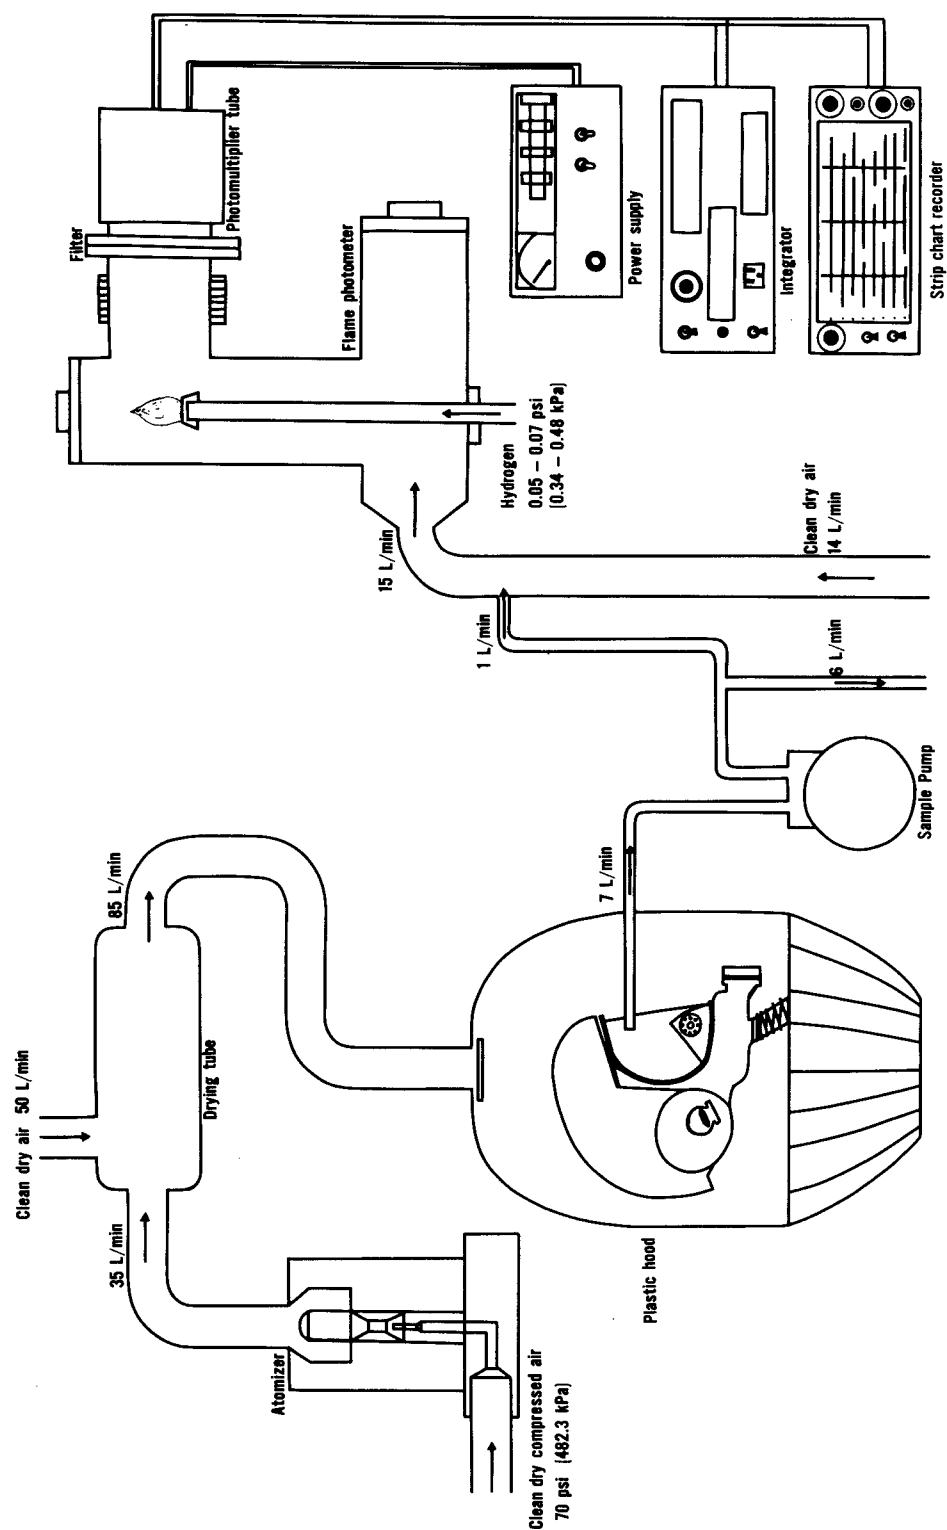 Clean dry air 50 L/min
35 L/min
85 L/min
Drying tube
Atomizer
Clean dry compressed air
70 psi [482.3 kPa]
Plastic hood
7 L/min
Sample Pump
6 L/min
1 L/min
15 L/min
Clean dry air
14 L/min
Hydrogen
0.05 – 0.07 psi
[0.34 – 0.48 kPa]
Flame photometer
Filter
Photomultiplier tube
Power supply
Integrator
Strip chart recorder